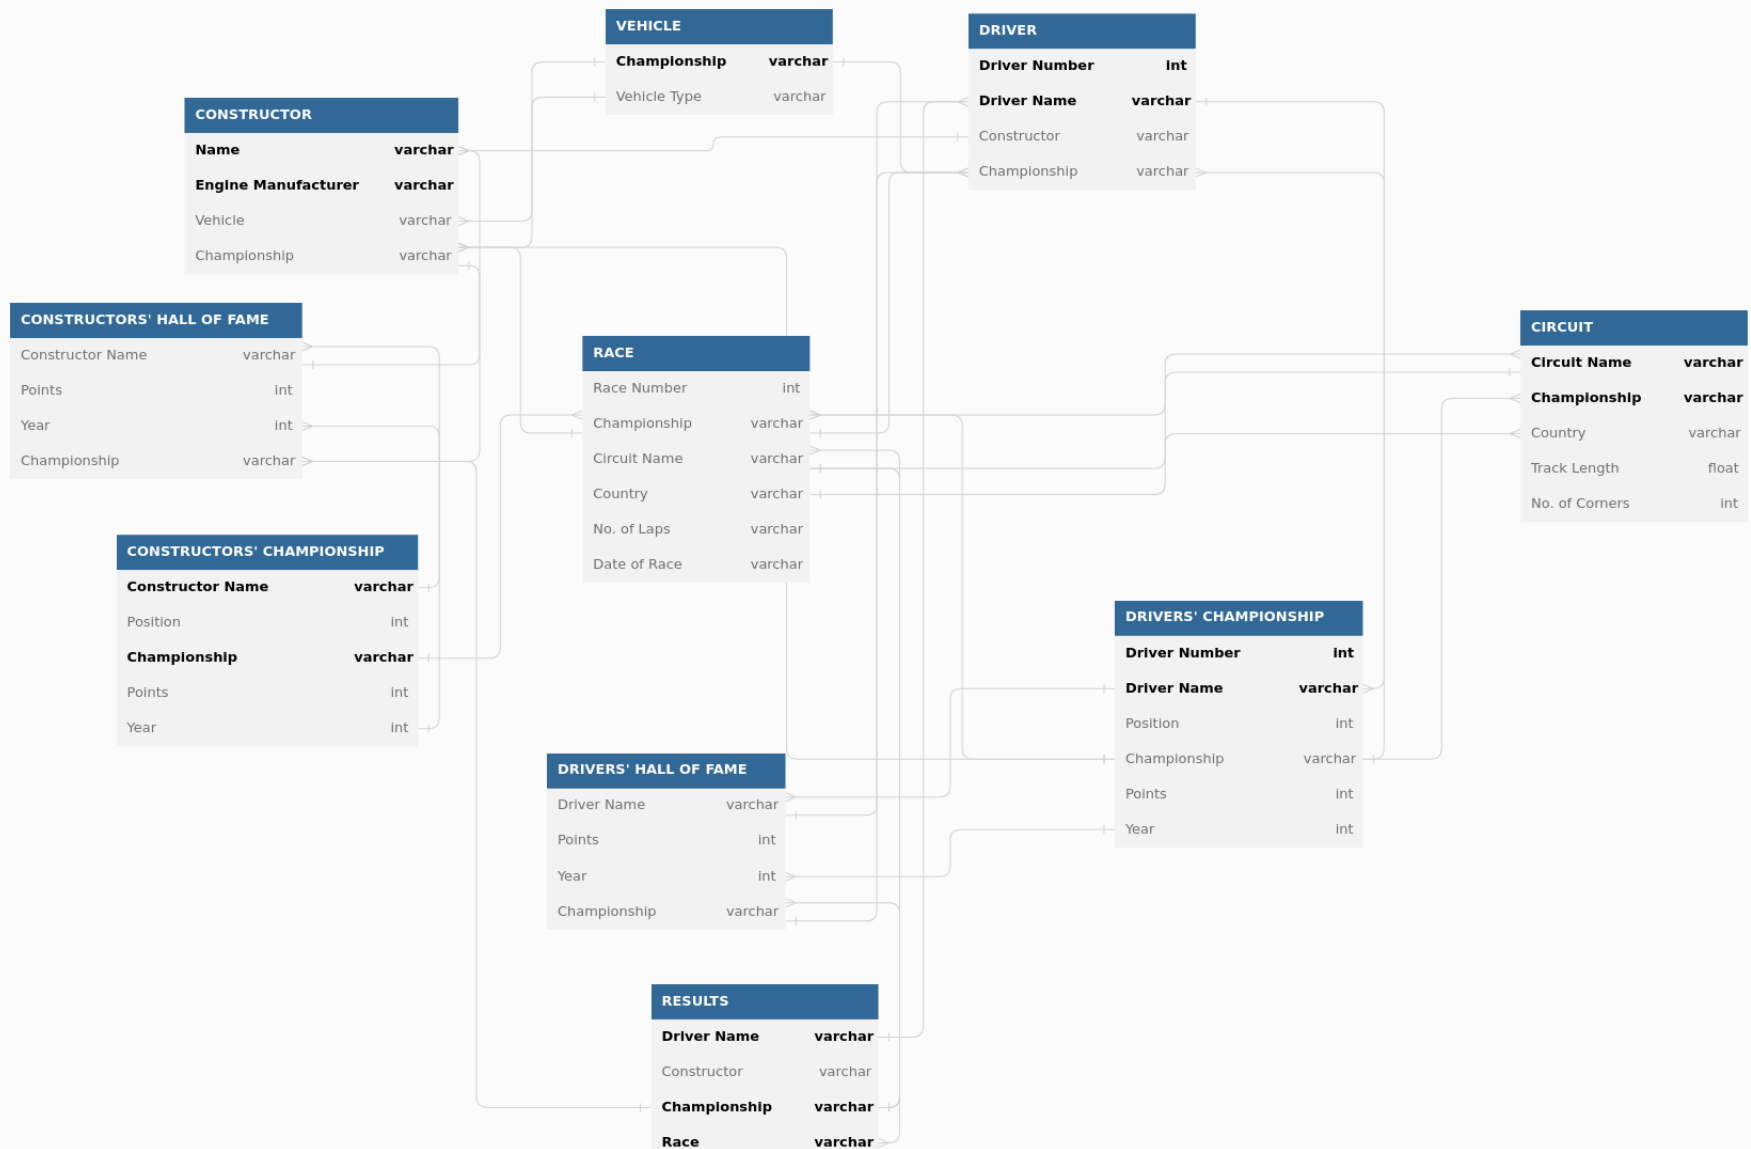 VEHICLE
Championship varchar
Vehicle Type varchar
DRIVER
Driver Number int
Driver Name varchar
Constructor varchar
Championship varchar
CONSTRUCTOR
Name varchar
Engine Manufacturer varchar
Vehicle varchar
Championship varchar
CONSTRUCTORS' HALL OF FAME
Constructor Name varchar
Points int
Year int
Championship varchar
RACE
Race Number int
Championship varchar
Circuit Name varchar
Country varchar
No. of Laps varchar
Date of Race varchar
CIRCUIT
Circuit Name varchar
Championship varchar
Country varchar
Track Length float
No. of Corners int
CONSTRUCTORS' CHAMPIONSHIP
Constructor Name varchar
Position int
Championship varchar
Points int
Year int
DRIVERS' CHAMPIONSHIP
Driver Number int
Driver Name varchar
Position int
Championship varchar
Points int
Year int
DRIVERS' HALL OF FAME
Driver Name varchar
Points int
Year int
Championship varchar
RESULTS
Driver Name varchar
Constructor varchar
Championship varchar
Race varchar